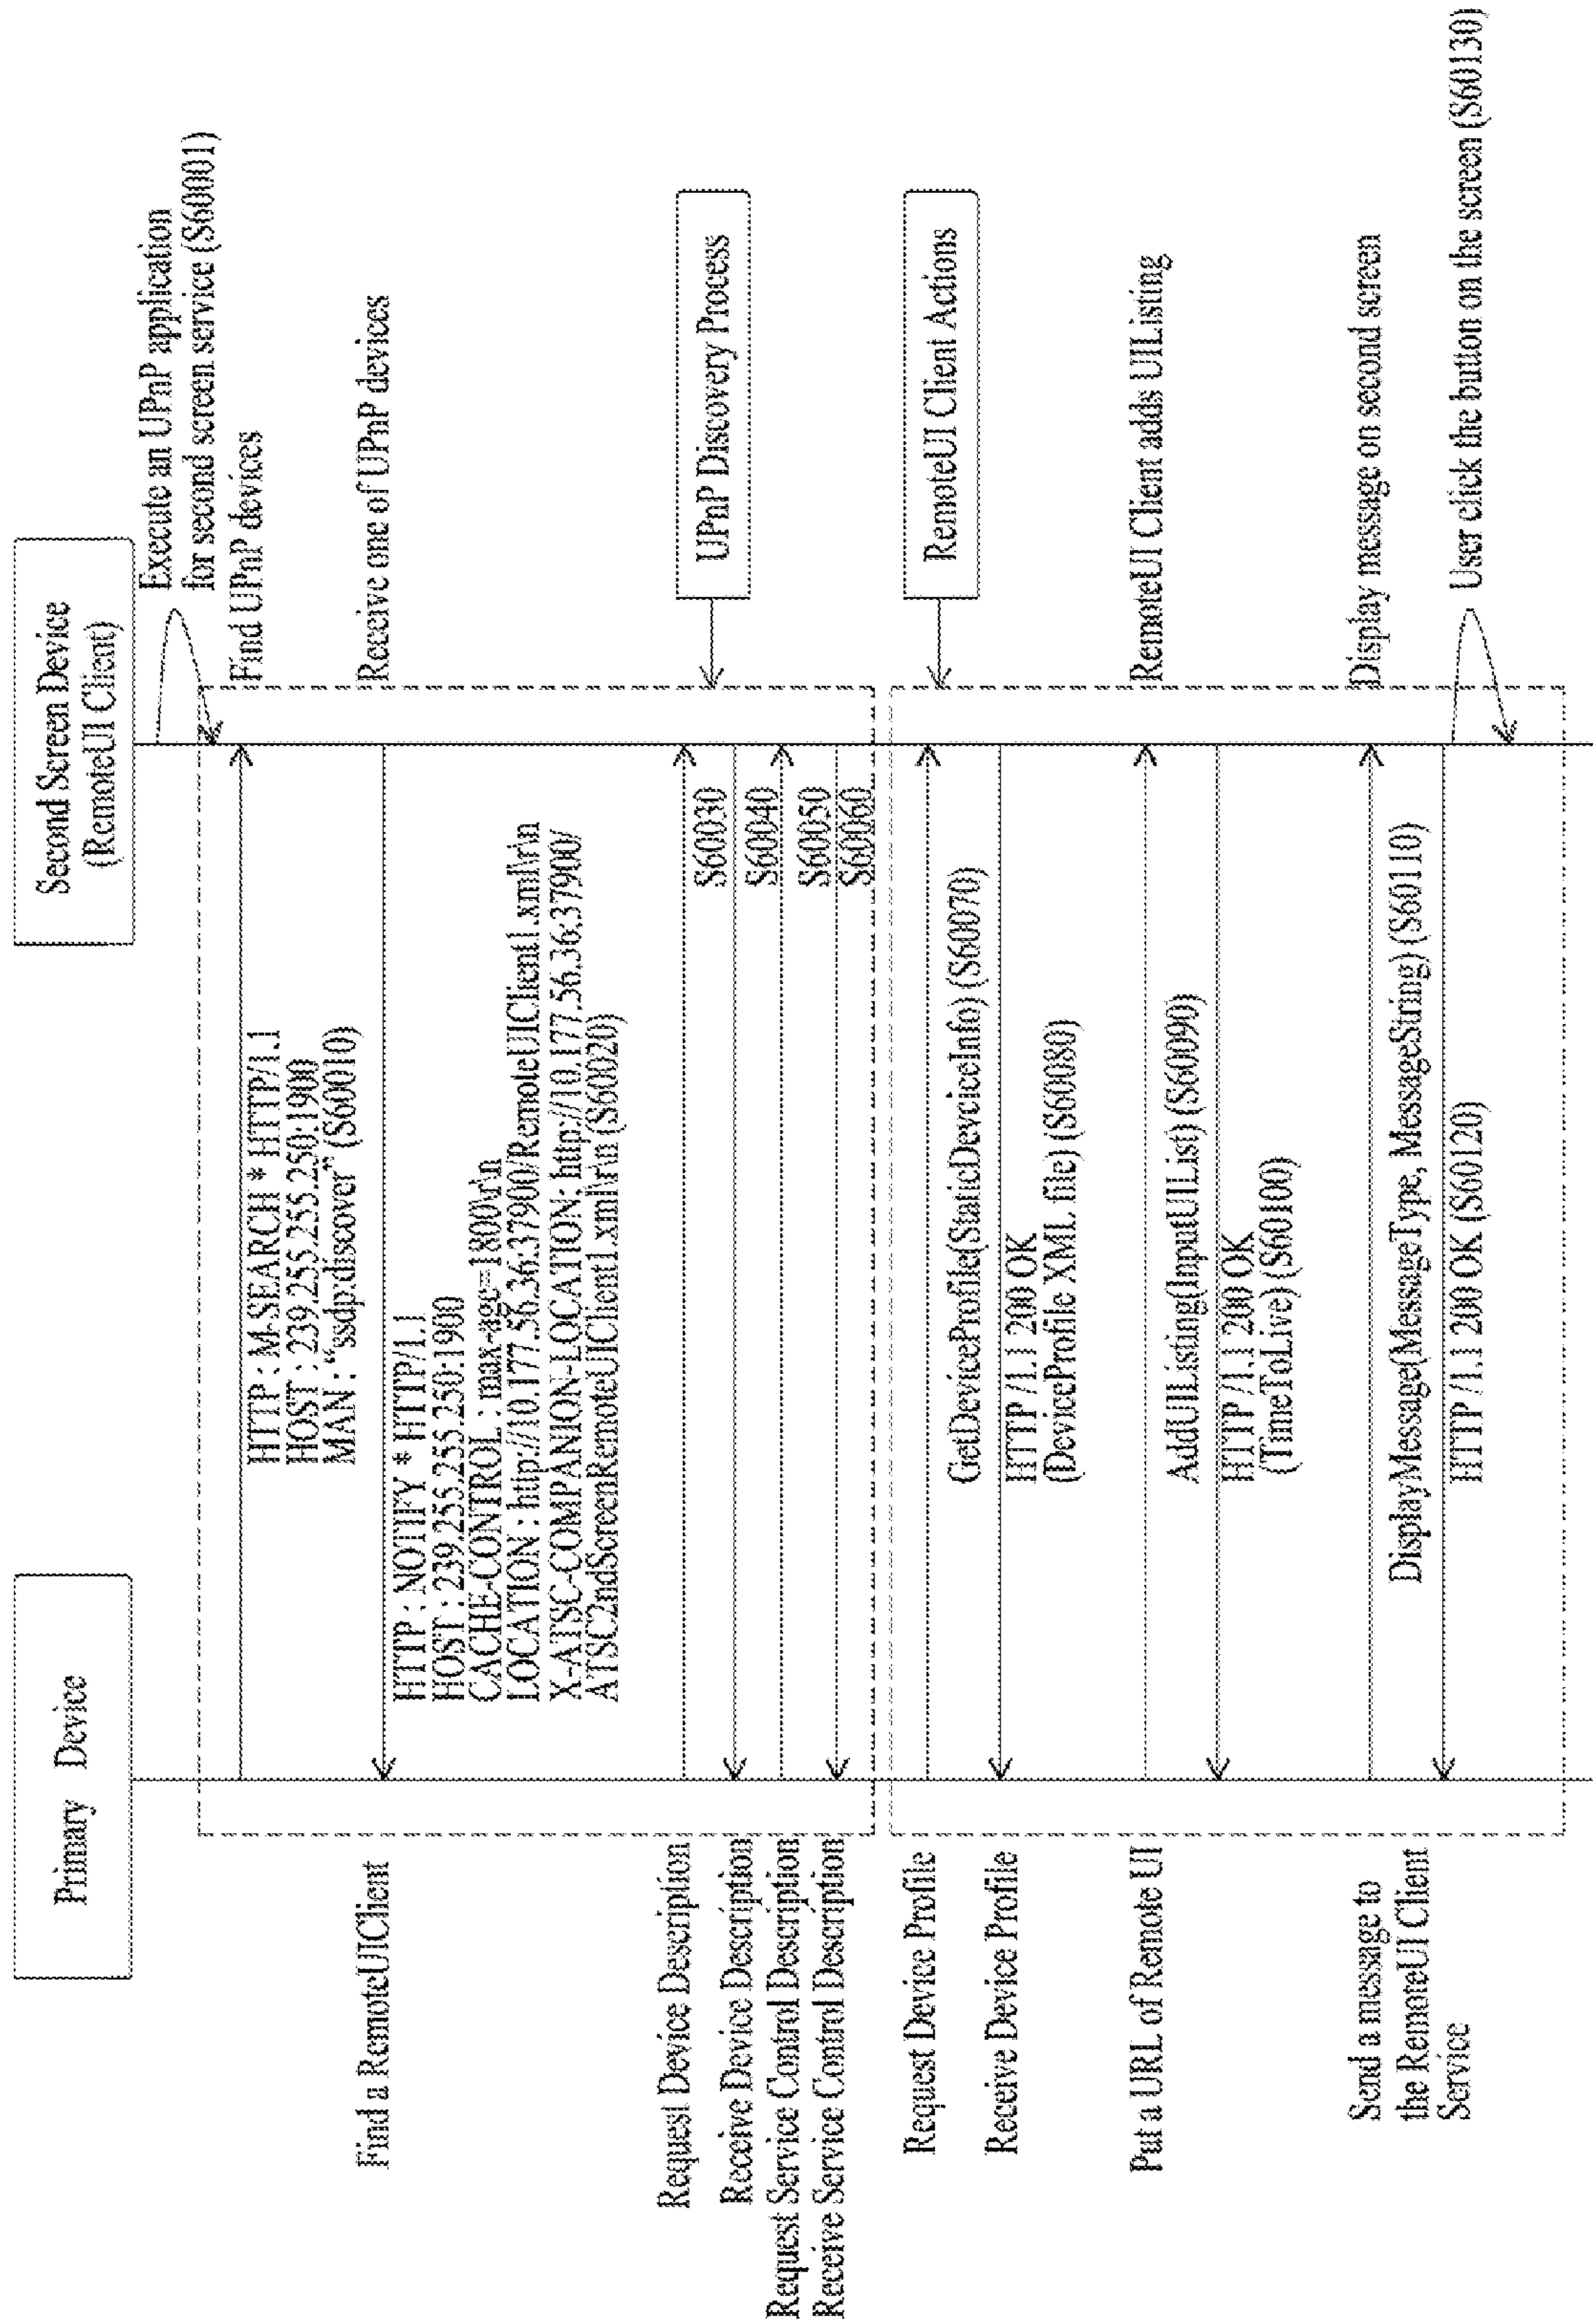 Primary Device
Second Screen Device
(RemoteUI Client)
Execute an UPnP application
for second screen service (S60001)
Find UPnP devices
HTTP : M-SEARCH * HTTP/1.1
HOST : 239.255.255.250:1900
MAN : “ssdp:discover” (S60010)
Find a RemoteUIClient
Receive one of UPnP devices
HTTP : NOTIFY * HTTP/1.1
HOST : 239.255.255.250:1900
CACHE-CONTROL : max-age=1800\r\n
LOCATION : http://10.177.56.36:37900/RemoteUIClient1.xml\r\n
X-ATSC-COMPANION-LOCATION: http://10.177.56.36:37900/
ATSC2ndScreenRemoteUIClient1.xml\r\n (S60020)
Request Device Description
S60030
UPnP Discovery Process
Receive Device Description
S60040
Request Service Control Description
S60050
Receive Service Control Description
S60060
Request Device Profile
GetDeviceProfile(StaticDevciceInfo) (S60070)
RemoteUI Client Actions
Receive Device Profile
HTTP /1.1 200 OK
(DeviceProfile XML file) (S60080)
Put a URL of Remote UI
RemoteUI Client adds UIListing
AddUIListing(InputUIList) (S60090)
HTTP /1.1 200 OK
(TimeToLive) (S60100)
Send a message to
the RemoteUI Client
Service
Display message on second screen
DisplayMessage(MessageType, MessageString) (S60110)
HTTP /1.1 200 OK (S60120)
User click the button on the screen (S60130)